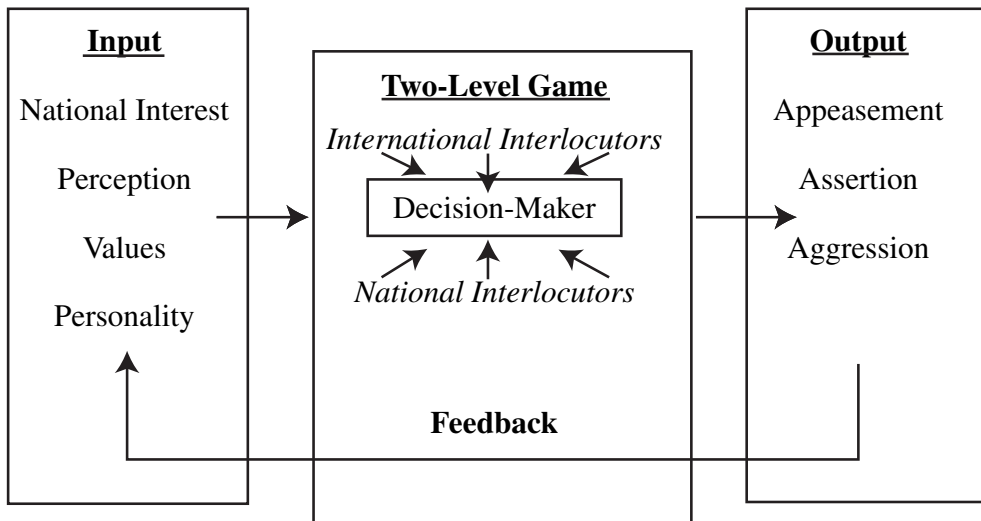 Input
National Interest
Perception
Values
Personality
Two-Level Game
International Interlocutors
Decision-Maker
National Interlocutors
Feedback
Output
Appeasement
Assertion
Aggression